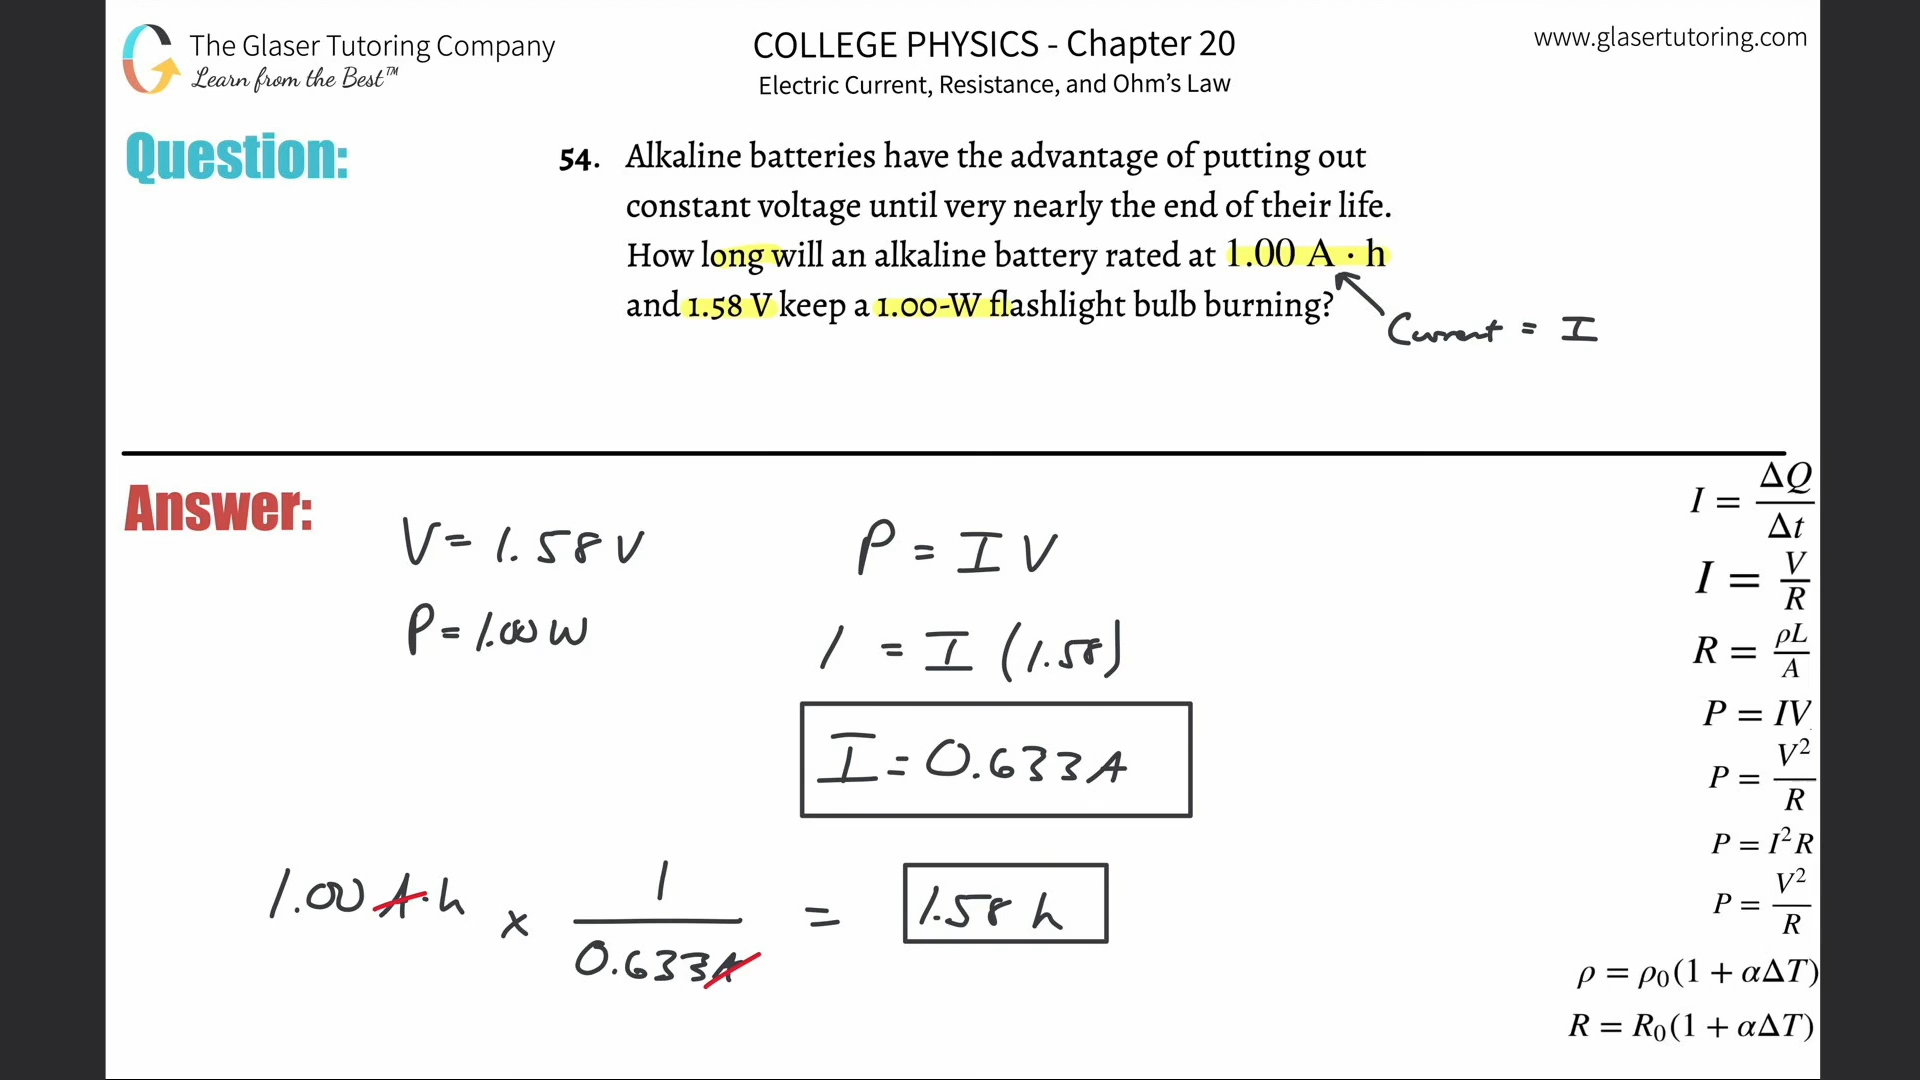 The Glaser Tutoring Company
Learn from the Best™
COLLEGE PHYSICS - Chapter 20
Electric Current, Resistance, and Ohm's Law
www.glasertutoring.com
Question:
54. Alkaline batteries have the advantage of putting out
constant voltage until very nearly the end of their life.
How long will an alkaline battery rated at 1.00 A · h
and 1.58 V keep a 1.00-W flashlight bulb burning?
Current = I
Answer:
V = 1.58 V
P = 1.00 W
P = I V
1 = I (1.58)
I = 0.633 A
1.00 A·h × 1 / 0.633 A = 1.58 h
I = ΔQ/Δt
I = V/R
R = ρL/A
P = IV
P = V²/R
P = I²R
P = V²/R
ρ = ρ₀(1 + αΔT)
R = R₀(1 + αΔT)